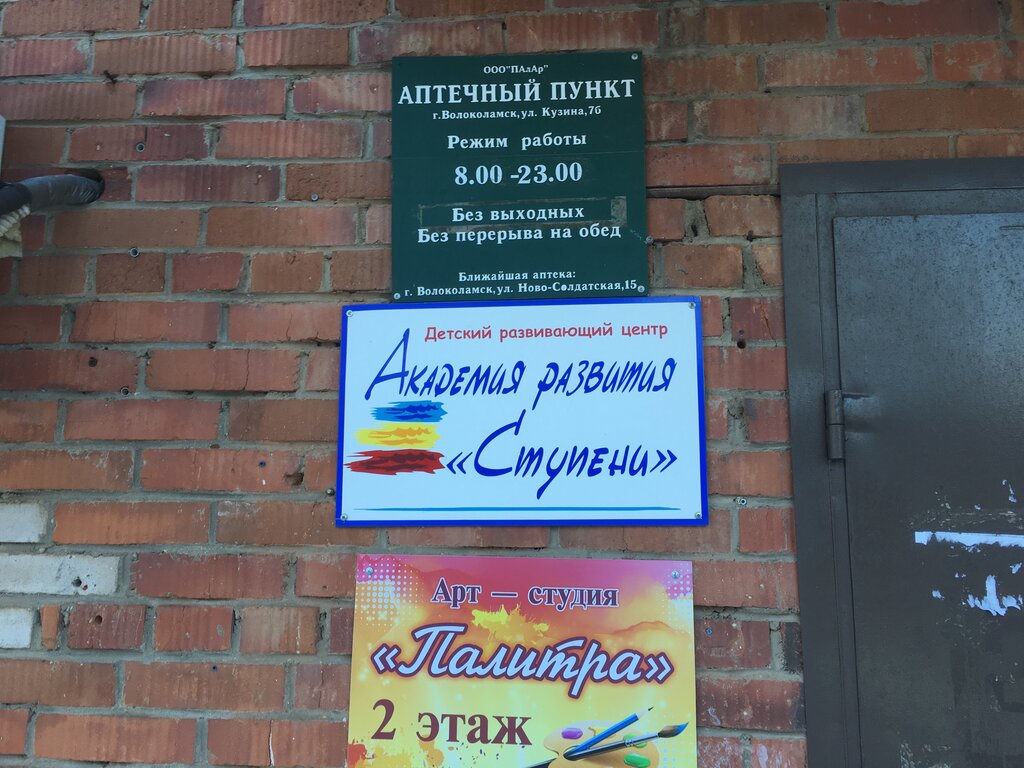 ООО"ПАлАр"
АПТЕЧНЫЙ ПУНКТ
г.Волоколамск,ул. Кузина,7б
Режим работы
8.00 -23.00
Без выходных
Без перерыва на обед
Ближайшая аптека:
г. Волоколамск,ул. Ново-Солдатская,15
Детский развивающий центр
Академия развития
«Ступени»
Арт — студия
«Палитра»
2 этаж